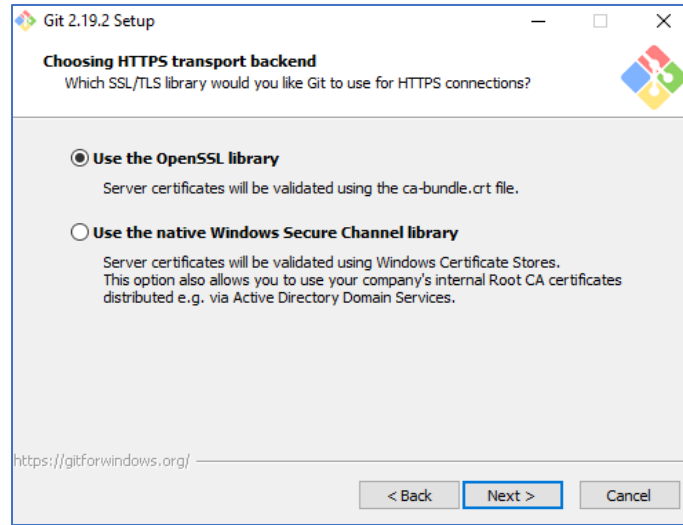 Git 2.19.2 Setup
Choosing HTTPS transport backend
Which SSL/TLS library would you like Git to use for HTTPS connections?
Use the OpenSSL library
Server certificates will be validated using the ca-bundle.crt file.
Use the native Windows Secure Channel library
Server certificates will be validated using Windows Certificate Stores.
This option also allows you to use your company's internal Root CA certificates
distributed e.g. via Active Directory Domain Services.
https://gitforwindows.org/
< Back Next > Cancel